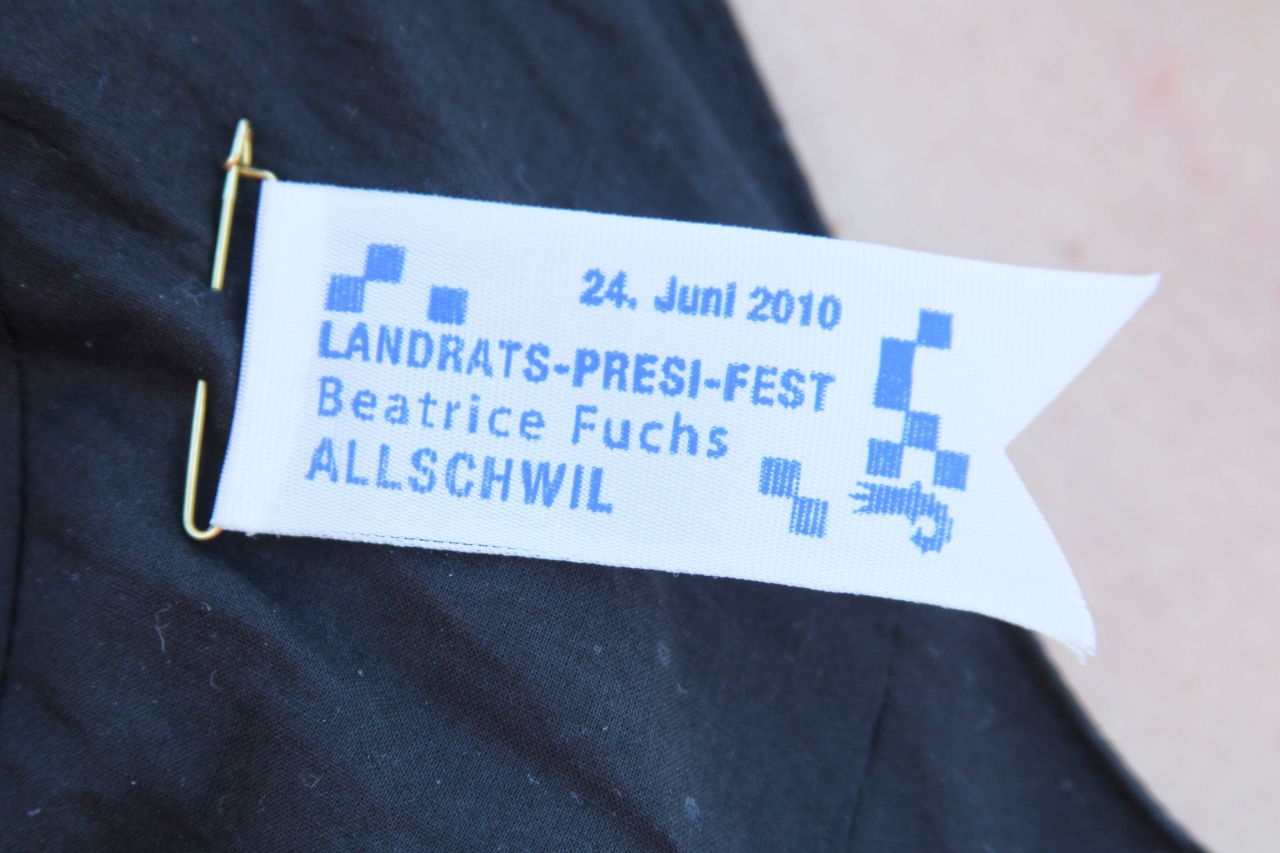 24. Juni 2010
LANDRATS-PRESI-FEST
Beatrice Fuchs
ALLSCHWIL